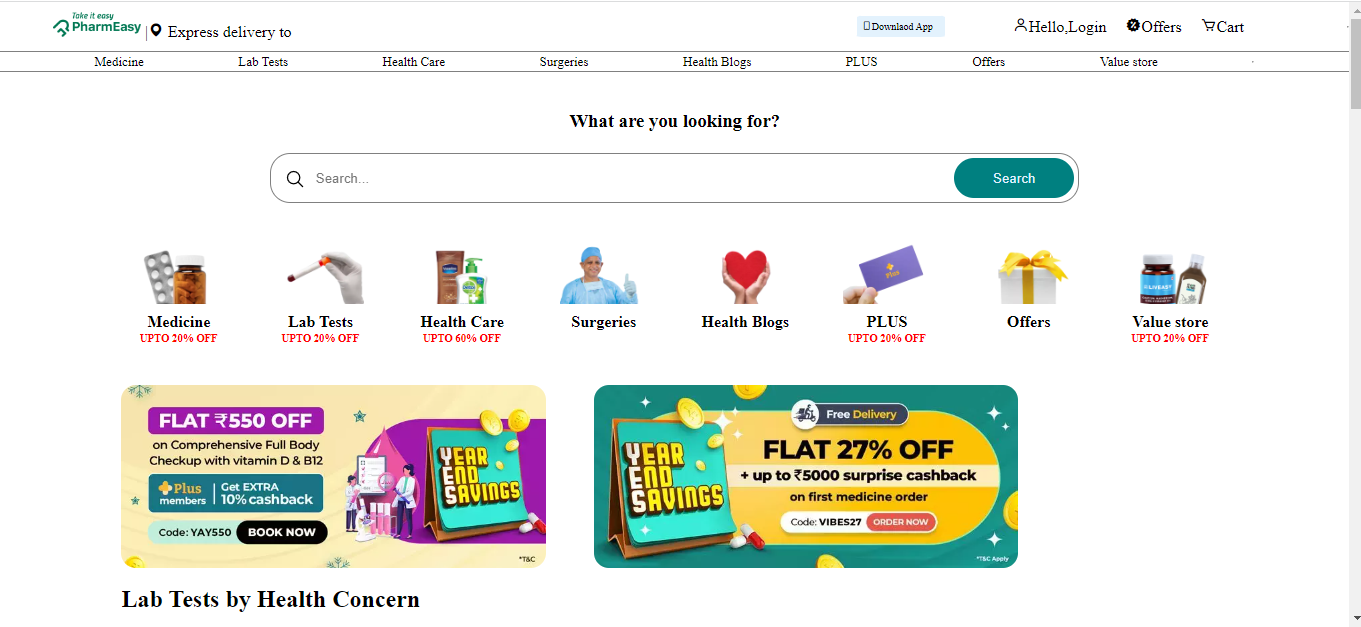 Take it easy
PharmEasy
Express delivery to
Downlaod App
Hello,Login
Offers
Cart
Medicine
Lab Tests
Health Care
Surgeries
Health Blogs
PLUS
Offers
Value store
What are you looking for?
Search...
Search
Plus
LIVEASY
Medicine
UPTO 20% OFF
Lab Tests
UPTO 20% OFF
Health Care
UPTO 60% OFF
Surgeries
Health Blogs
PLUS
UPTO 20% OFF
Offers
Value store
UPTO 20% OFF
FLAT ₹550 OFF
on Comprehensive Full Body
Checkup with vitamin D & B12
Plus
members
Get EXTRA
10% cashback
Code: YAY550
BOOK NOW
YEAR
END
SAVINGS
*T&C
YEAR
END
SAVINGS
Free Delivery
FLAT 27% OFF
+ up to ₹5000 surprise cashback
on first medicine order
Code: VIBES27
ORDER NOW
*T&C Apply
Lab Tests by Health Concern